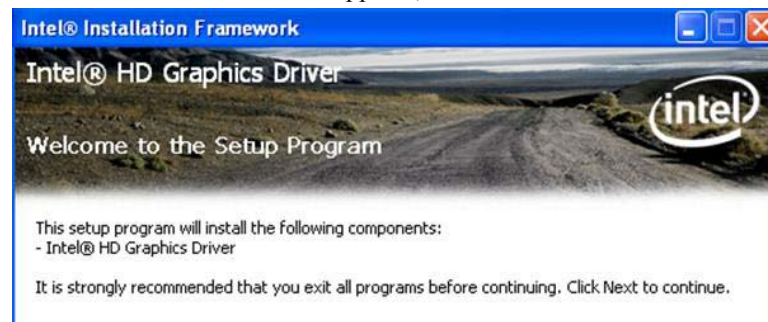 Intel® Installation Framework
Intel® HD Graphics Driver
intel
Welcome to the Setup Program
This setup program will install the following components:
- Intel® HD Graphics Driver
It is strongly recommended that you exit all programs before continuing. Click Next to continue.